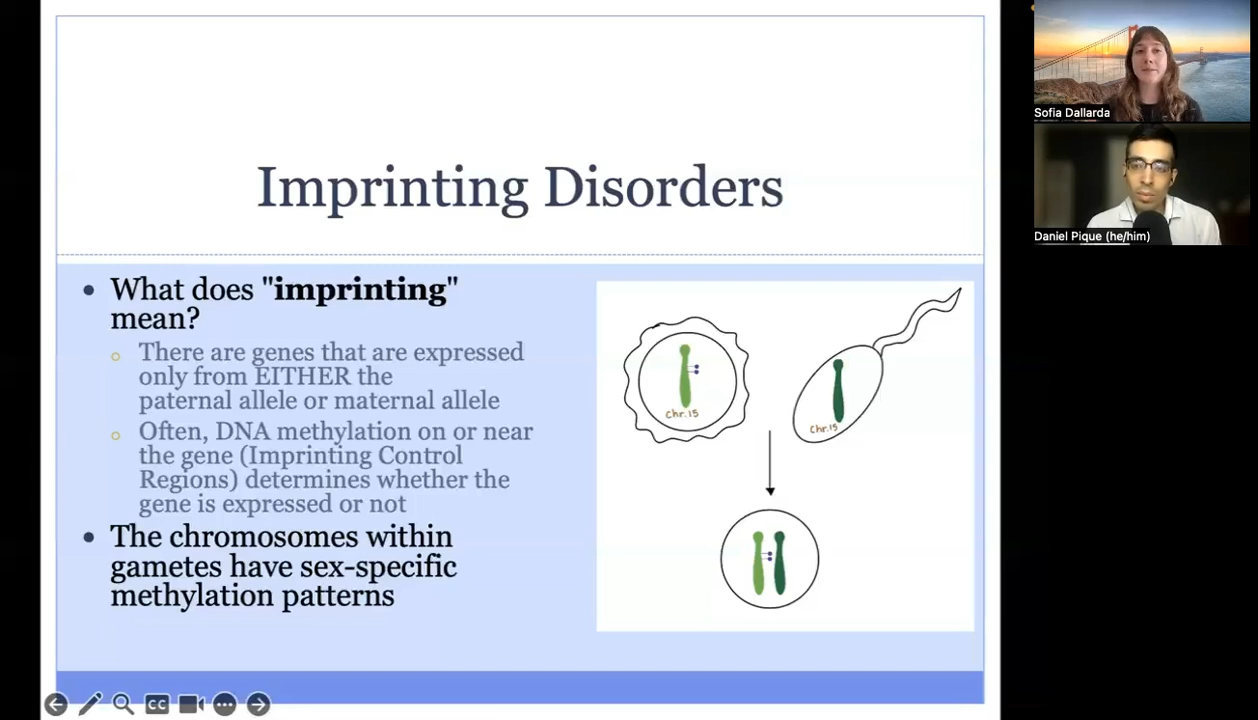 Imprinting Disorders
• What does "imprinting"
mean?
o There are genes that are expressed
only from EITHER the
paternal allele or maternal allele
o Often, DNA methylation on or near
the gene (Imprinting Control
Regions) determines whether the
gene is expressed or not
• The chromosomes within
gametes have sex-specific
methylation patterns
Chr.15
Chr.15
CC
Sofia Dallarda
Daniel Pique (he/him)